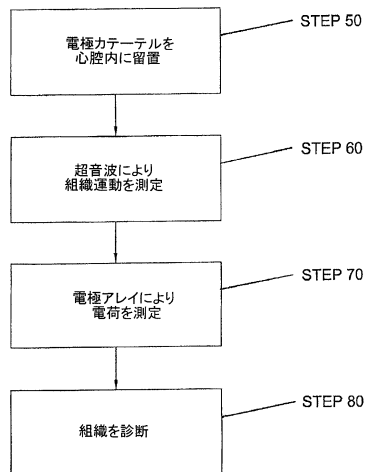 電極カテーテルを
心腔内に留置
STEP 50
超音波により
組織運動を測定
STEP 60
電極アレイにより
電荷を測定
STEP 70
組織を診断
STEP 80